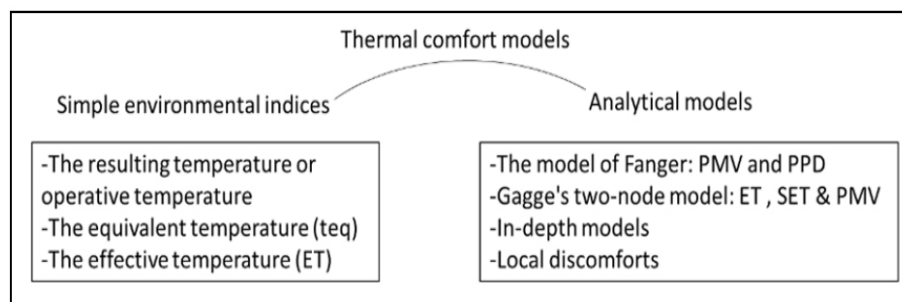 Thermal comfort models
Simple environmental indices
-The resulting temperature or
operative temperature
-The equivalent temperature (teq)
-The effective temperature (ET)
Analytical models
-The model of Fanger: PMV and PPD
-Gagge's two-node model: ET , SET & PMV
-In-depth models
-Local discomforts